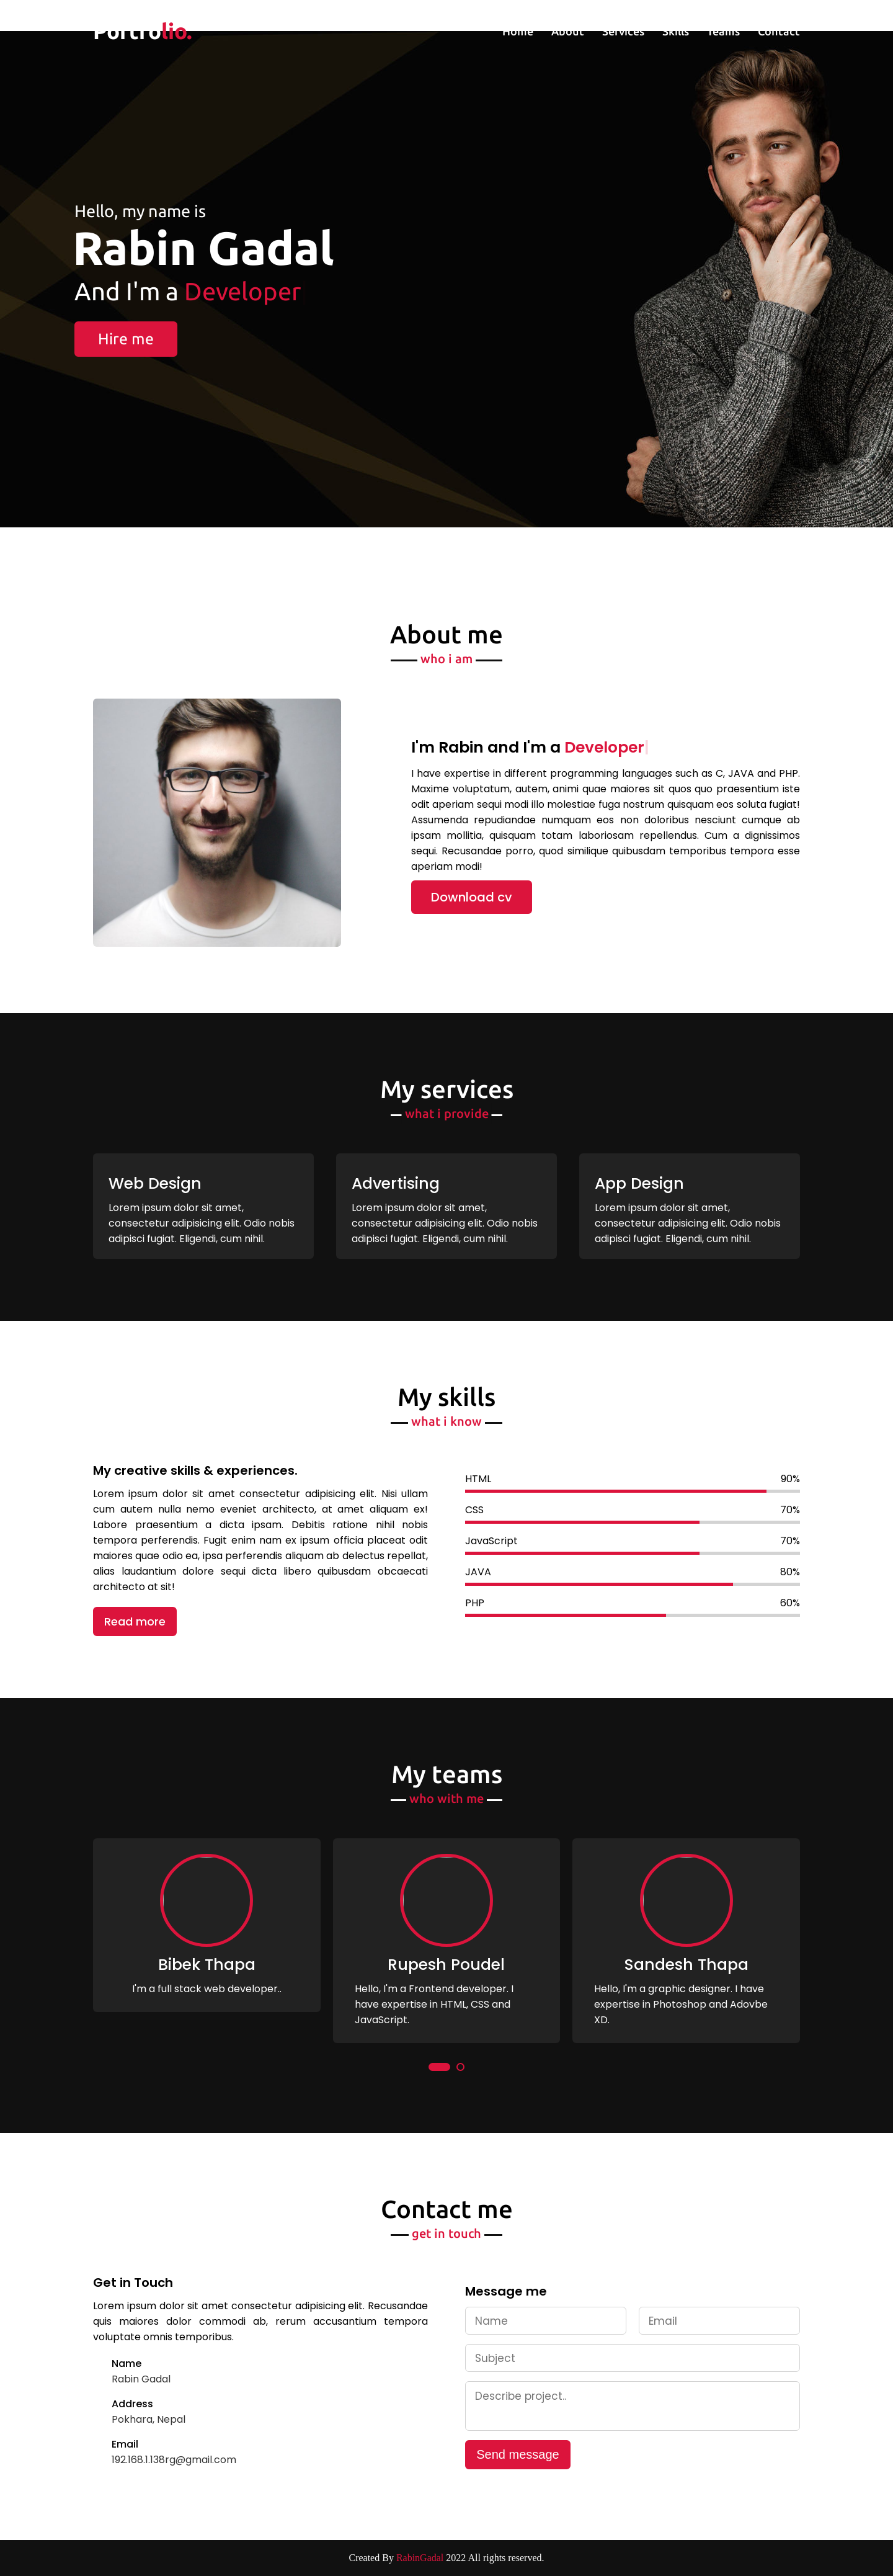 Portfolio.
Home About Services Skills Teams Contact
Hello, my name is
Rabin Gadal
And I'm a Developer
Hire me
About me
who i am
I'm Rabin and I'm a Developer|
I have expertise in different programming languages such as C, JAVA and PHP.
Maxime voluptatum, autem, animi quae maiores sit quos quo praesentium iste
odit aperiam sequi modi illo molestiae fuga nostrum quisquam eos soluta fugiat!
Assumenda repudiandae numquam eos non doloribus nesciunt cumque ab
ipsam mollitia, quisquam totam laboriosam repellendus. Cum a dignissimos
sequi. Recusandae porro, quod similique quibusdam temporibus tempora esse
aperiam modi!
Download cv
My services
what i provide
Web Design
Lorem ipsum dolor sit amet,
consectetur adipisicing elit. Odio nobis
adipisci fugiat. Eligendi, cum nihil.
Advertising
Lorem ipsum dolor sit amet,
consectetur adipisicing elit. Odio nobis
adipisci fugiat. Eligendi, cum nihil.
App Design
Lorem ipsum dolor sit amet,
consectetur adipisicing elit. Odio nobis
adipisci fugiat. Eligendi, cum nihil.
My skills
what i know
My creative skills & experiences.
Lorem ipsum dolor sit amet consectetur adipisicing elit. Nisi ullam
cum autem nulla nemo eveniet architecto, at amet aliquam ex!
Labore praesentium a dicta ipsam. Debitis ratione nihil nobis
tempora perferendis. Fugit enim nam ex ipsum officia placeat odit
maiores quae odio ea, ipsa perferendis aliquam ab delectus repellat,
alias laudantium dolore sequi dicta libero quibusdam obcaecati
architecto at sit!
Read more
HTML 90%
CSS 70%
JavaScript 70%
JAVA 80%
PHP 60%
My teams
who with me
Bibek Thapa
I'm a full stack web developer..
Rupesh Poudel
Hello, I'm a Frontend developer. I
have expertise in HTML, CSS and
JavaScript.
Sandesh Thapa
Hello, I'm a graphic designer. I have
expertise in Photoshop and Adovbe
XD.
Contact me
get in touch
Get in Touch
Lorem ipsum dolor sit amet consectetur adipisicing elit. Recusandae
quis maiores dolor commodi ab, rerum accusantium tempora
voluptate omnis temporibus.
Name
Rabin Gadal
Address
Pokhara, Nepal
Email
192.168.1.138rg@gmail.com
Message me
Name
Email
Subject
Describe project..
Send message
Created By RabinGadal 2022 All rights reserved.